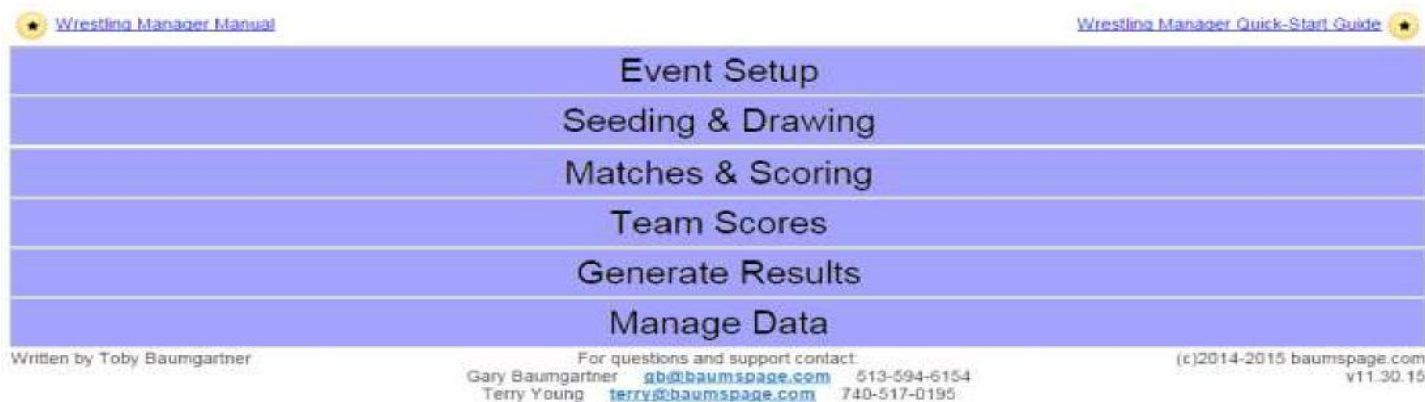 Wrestling Manager Manual
Wrestling Manager Quick-Start Guide
Event Setup
Seeding & Drawing
Matches & Scoring
Team Scores
Generate Results
Manage Data
Written by Toby Baumgartner
For questions and support contact:
(c)2014-2015 baumspage.com
Gary Baumgartner gb@baumspage.com 513-594-6154
v11.30.15
Terry Young terry@baumspage.com 740-517-0195